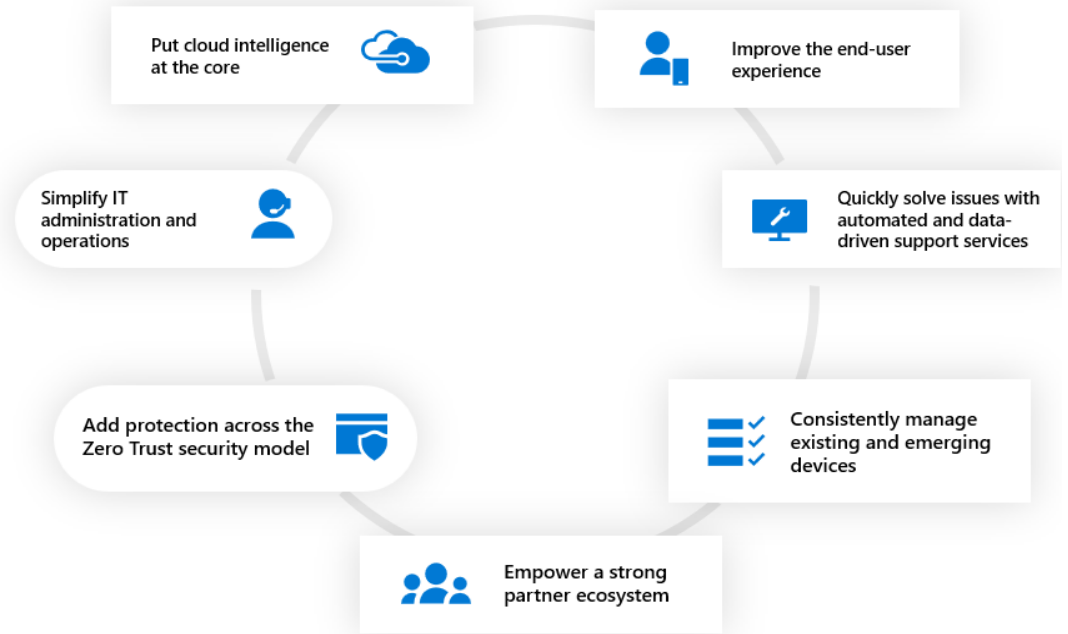 Put cloud intelligence
at the core
Improve the end-user
experience
Simplify IT
administration and
operations
Quickly solve issues with
automated and data-
driven support services
Add protection across the
Zero Trust security model
Consistently manage
existing and emerging
devices
Empower a strong
partner ecosystem